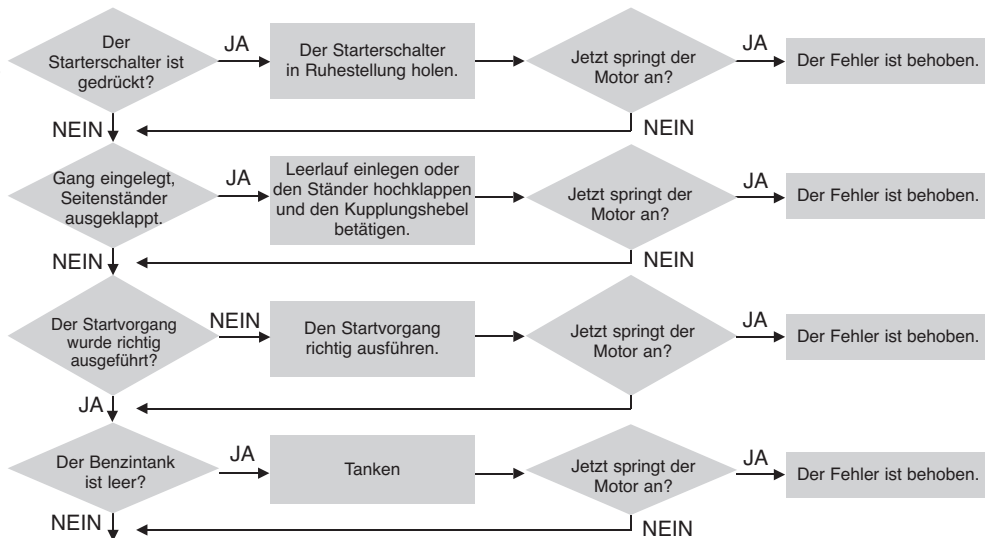 Der
Starterschalter ist
gedrückt?
JA
Der Starterschalter
in Ruhestellung holen.
Jetzt springt der
Motor an?
JA
Der Fehler ist behoben.
NEIN
NEIN
Gang eingelegt,
Seitenständer
ausgeklappt.
JA
Leerlauf einlegen oder
den Ständer hochklappen
und den Kupplungshebel
betätigen.
Jetzt springt der
Motor an?
JA
Der Fehler ist behoben.
NEIN
NEIN
Der Startvorgang
wurde richtig
ausgeführt?
NEIN
Den Startvorgang
richtig ausführen.
Jetzt springt der
Motor an?
JA
Der Fehler ist behoben.
JA
Der Benzintank
ist leer?
JA
Tanken
Jetzt springt der
Motor an?
JA
Der Fehler ist behoben.
NEIN
NEIN